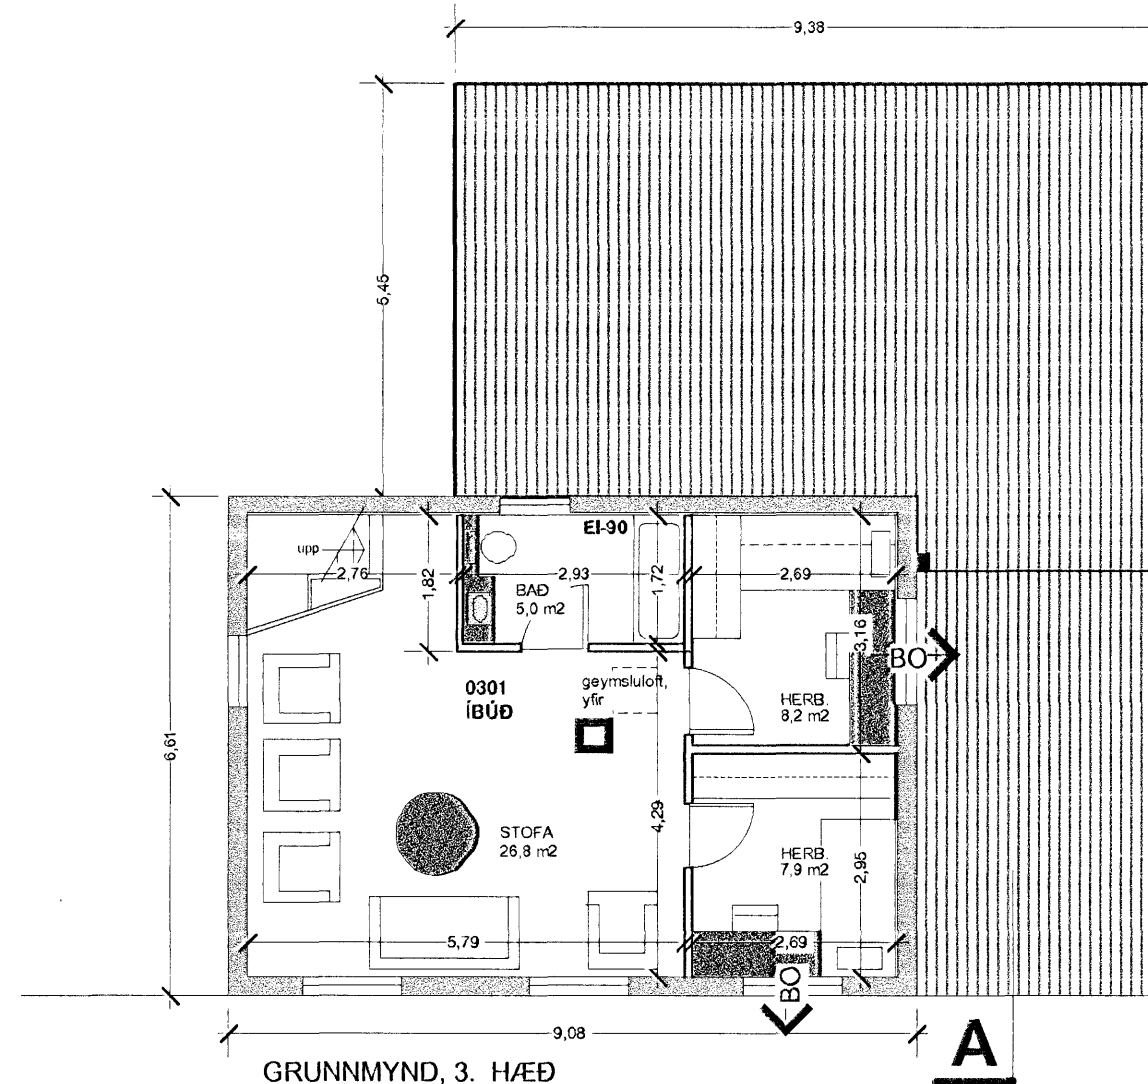 9,38
5,45
EI-90
upp
2,76
2,93
2,69
1,82
1,72
BAÐ
5,0 m2
3,16
BO
0301
ÍBÚÐ
geymsluloft,
yfir
HERB.
8,2 m2
6,61
4,29
STOFA
26,8 m2
HERB.
7,9 m2
2,95
5,79
2,69
BO
9,08
A
GRUNNMYND, 3. HÆÐ